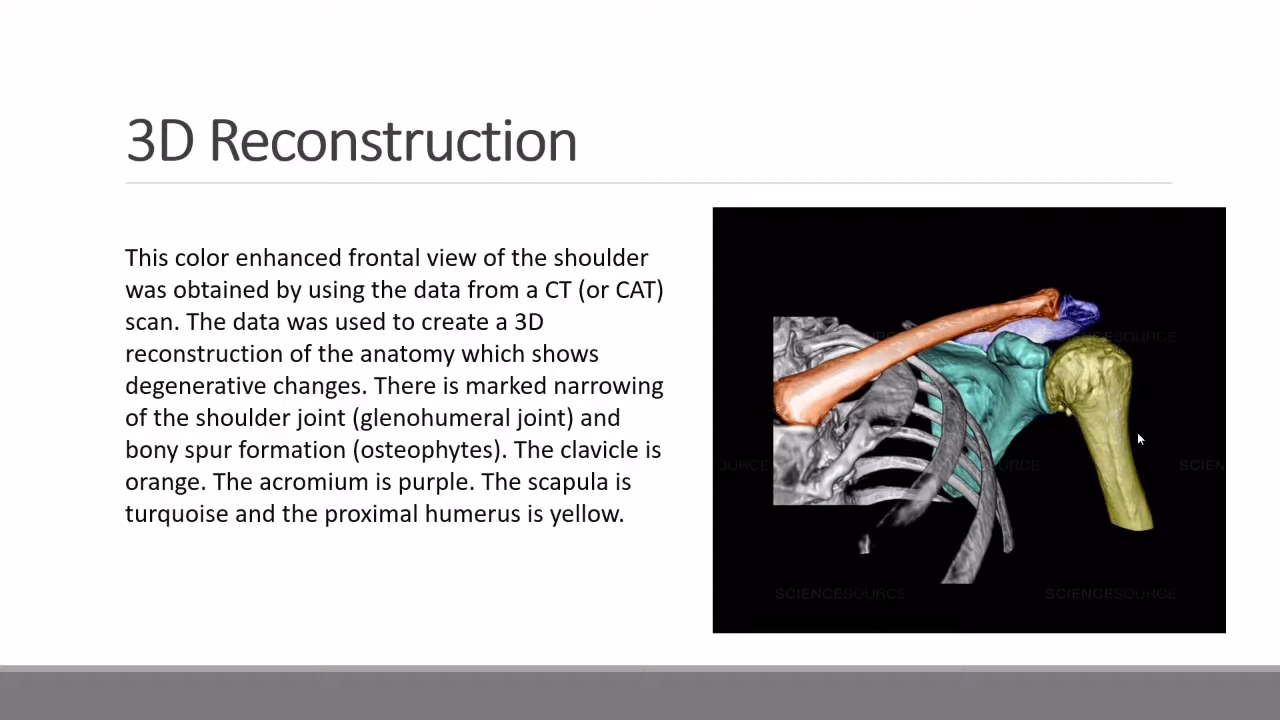 3D Reconstruction
This color enhanced frontal view of the shoulder
was obtained by using the data from a CT (or CAT)
scan. The data was used to create a 3D
reconstruction of the anatomy which shows
degenerative changes. There is marked narrowing
of the shoulder joint (glenohumeral joint) and
bony spur formation (osteophytes). The clavicle is
orange. The acromium is purple. The scapula is
turquoise and the proximal humerus is yellow.
SCIENCESOURCE
SCIENCESOURCE